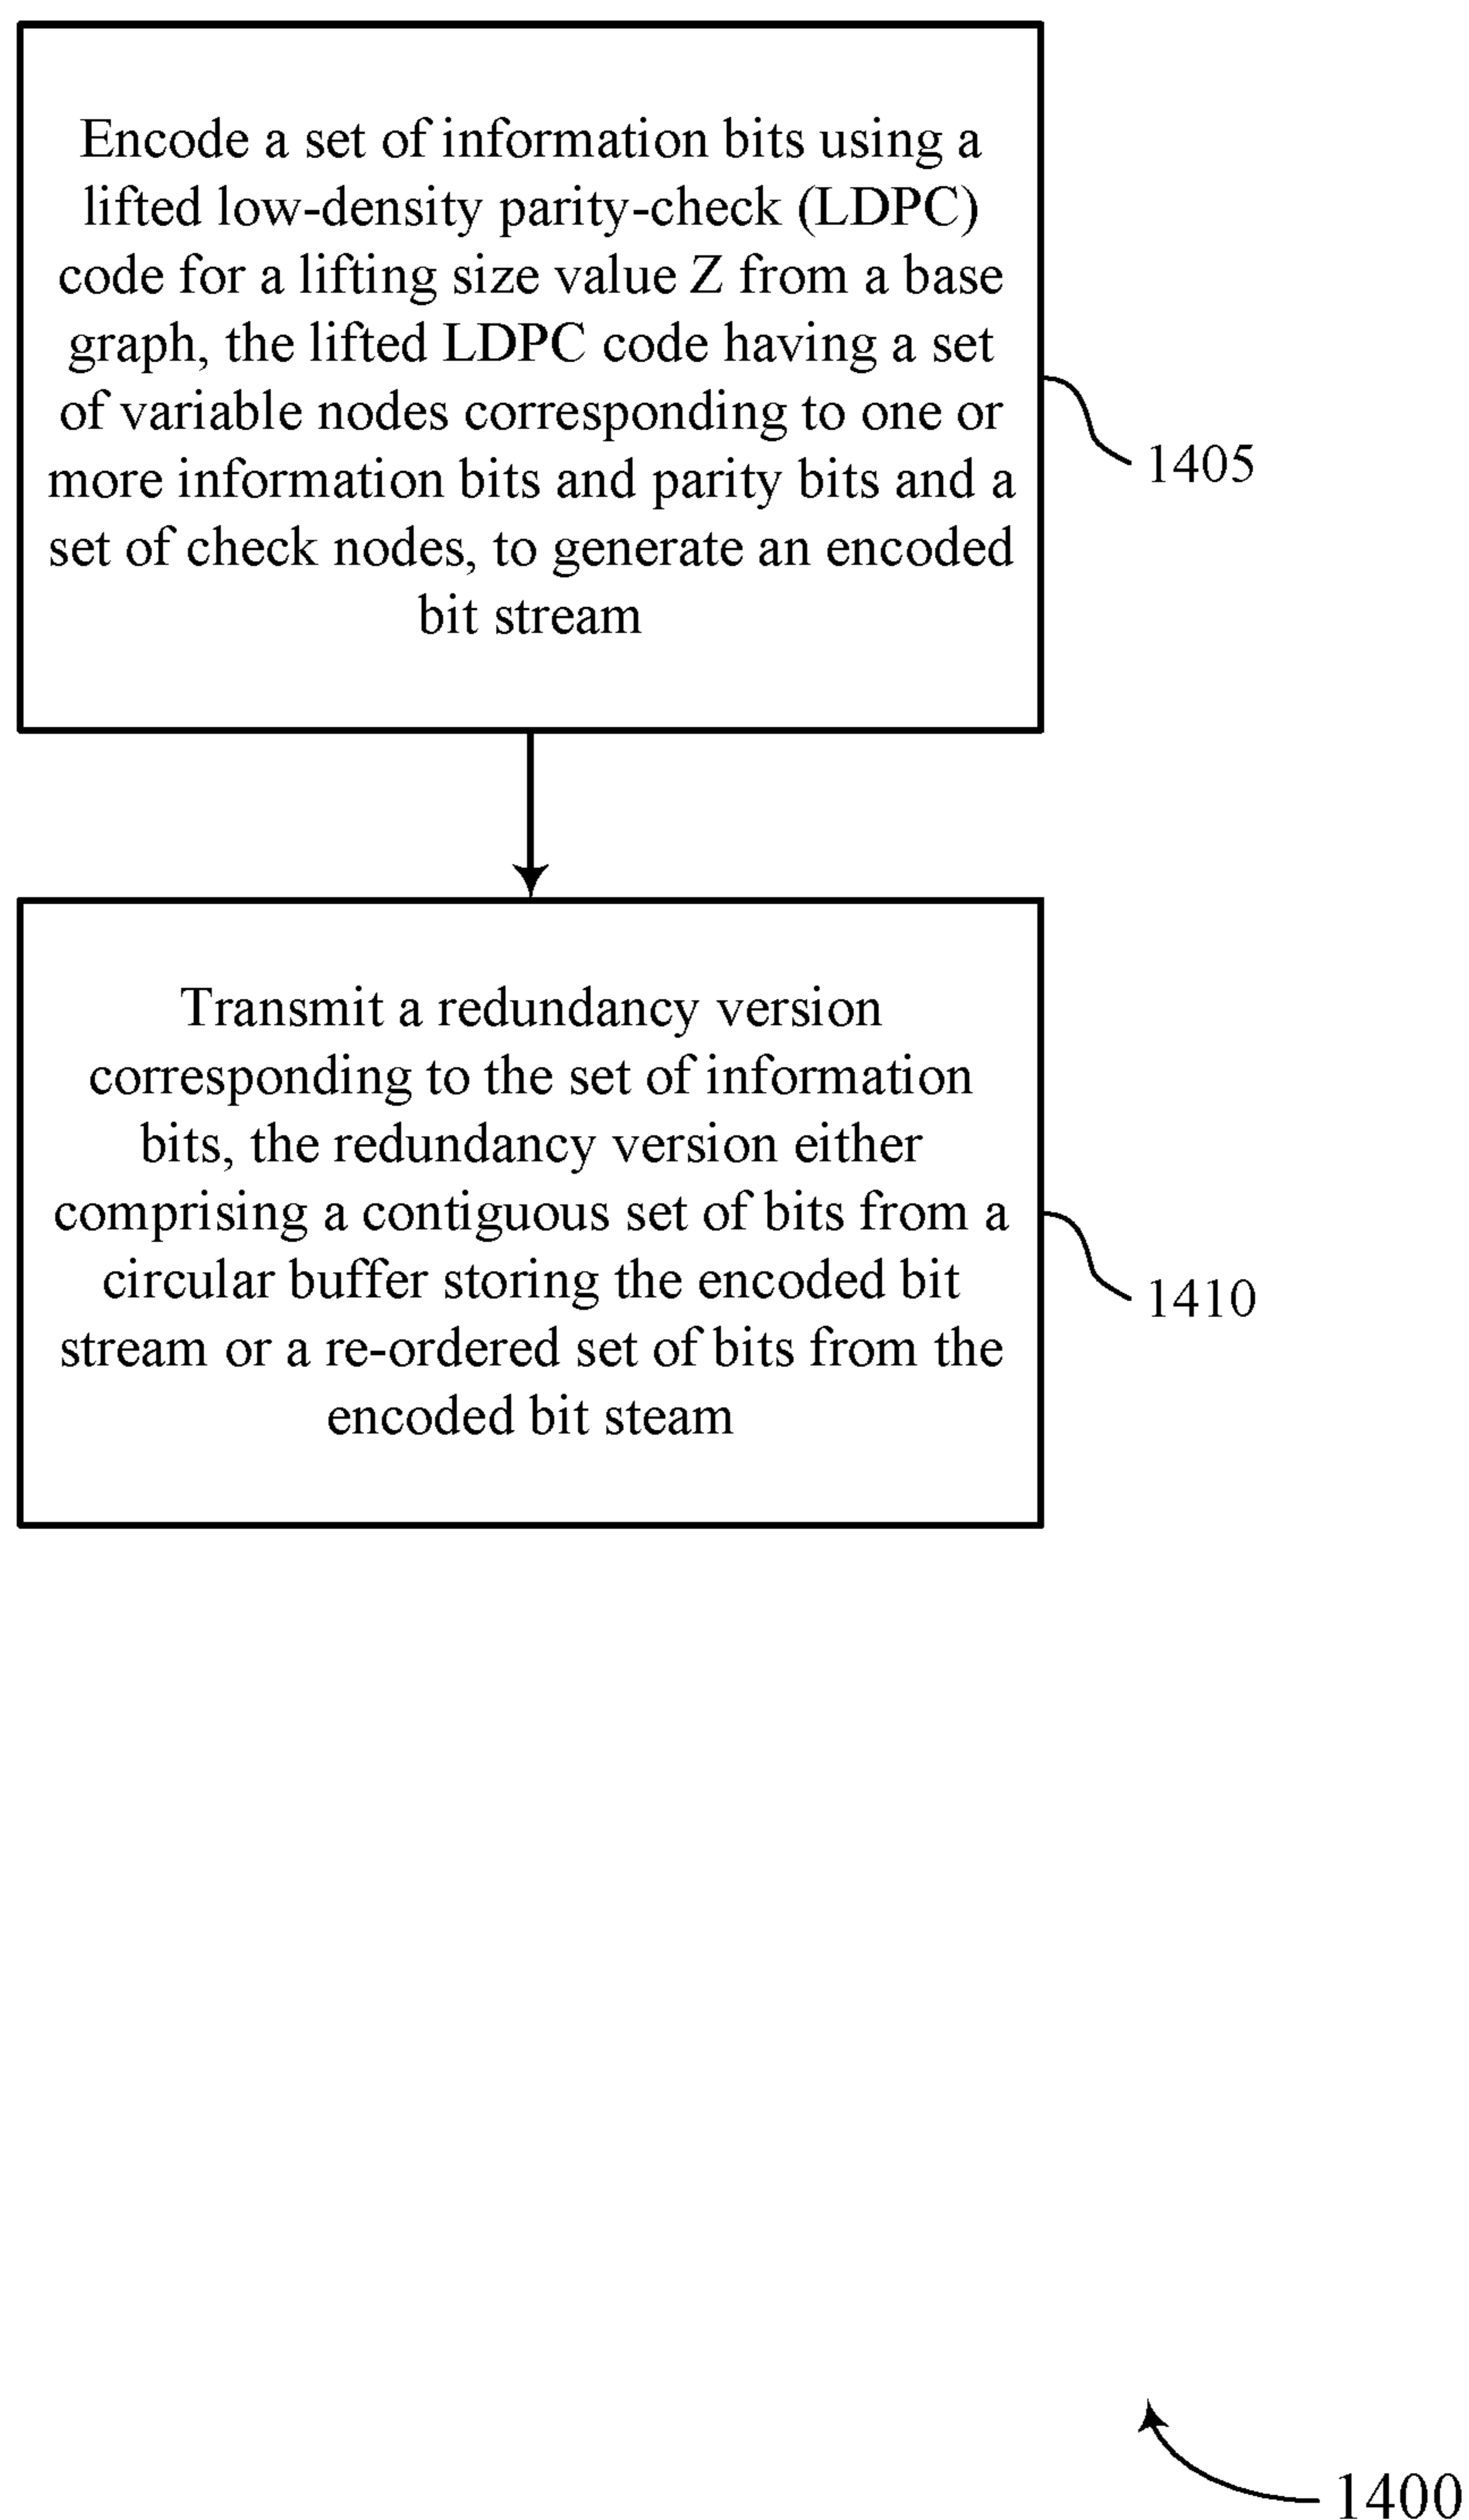 Encode a set of information bits using a
lifted low-density parity-check (LDPC)
code for a lifting size value Z from a base
graph, the lifted LDPC code having a set
of variable nodes corresponding to one or
more information bits and parity bits and a
set of check nodes, to generate an encoded
bit stream
1405
Transmit a redundancy version
corresponding to the set of information
bits, the redundancy version either
comprising a contiguous set of bits from a
circular buffer storing the encoded bit
stream or a re-ordered set of bits from the
encoded bit steam
1410
1400